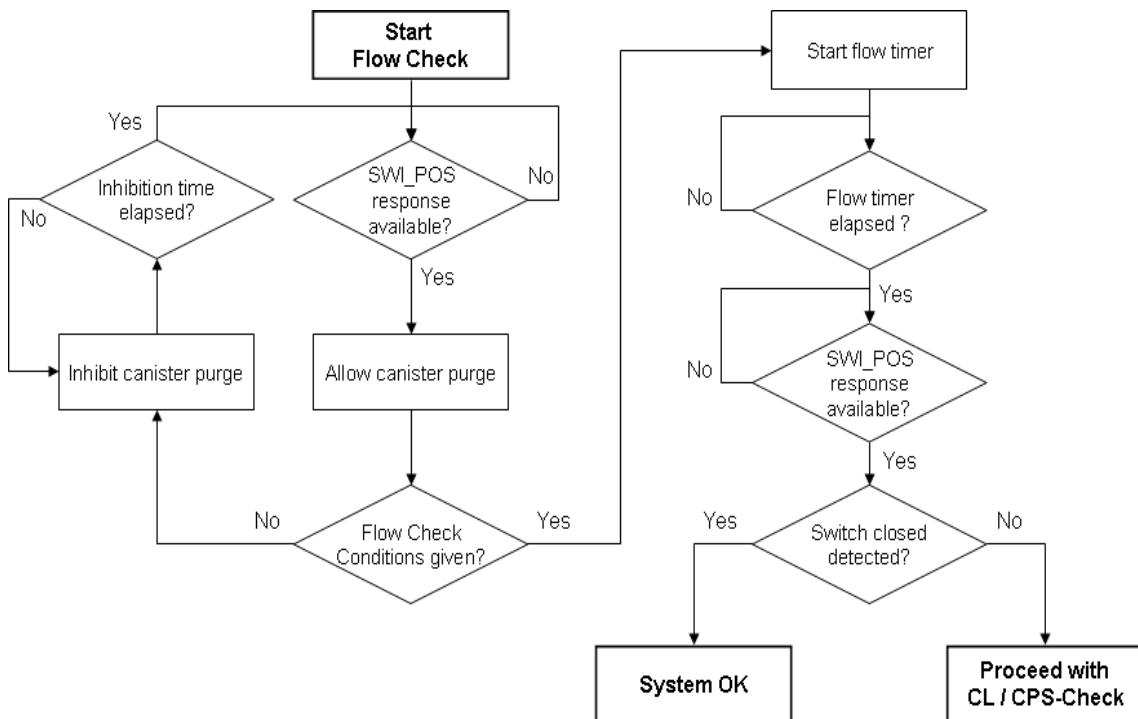 Start
Flow Check
Start flow timer
Yes
Inhibition time
elapsed?
No
SWI_POS
response
available?
No
Yes
Inhibit canister purge
Allow canister purge
No
Flow Check
Conditions given?
Yes
Flow timer
elapsed ?
No
Yes
SWI_POS
response
available?
No
Yes
Yes
Switch closed
detected?
No
System OK
Proceed with
CL / CPS-Check